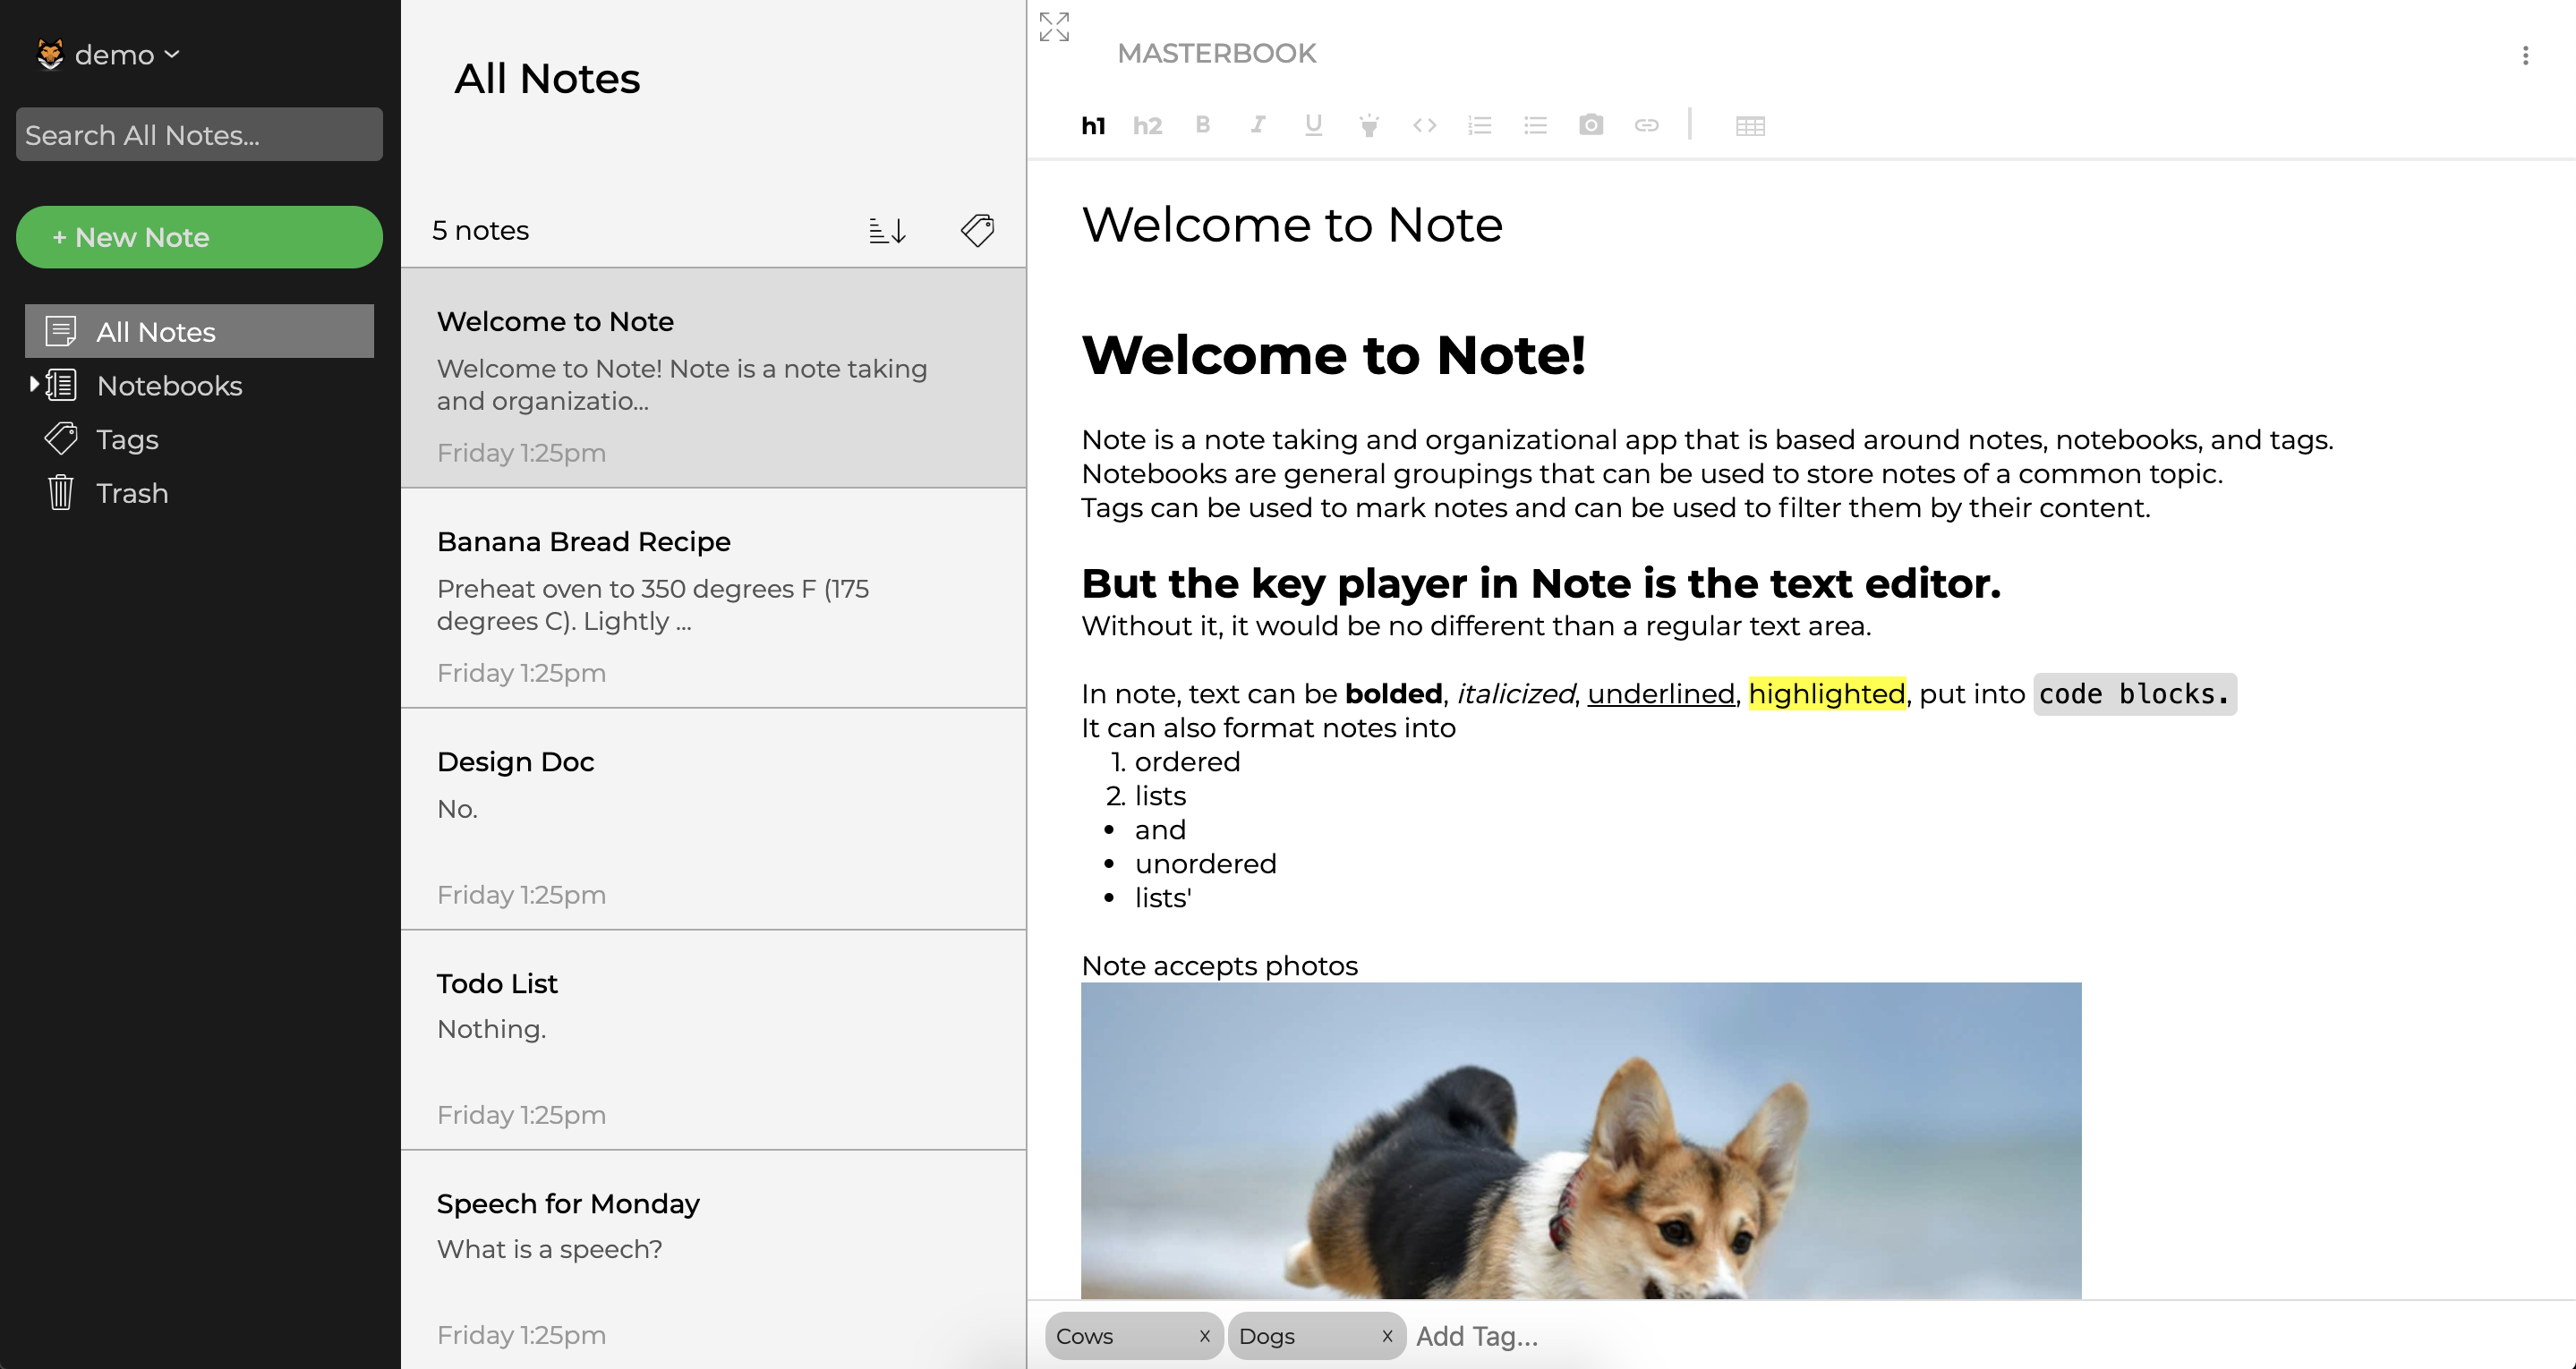 demo
Search All Notes...
+ New Note
All Notes
Notebooks
Tags
Trash
All Notes
5 notes
Welcome to Note
Welcome to Note! Note is a note taking
and organizatio...
Friday 1:25pm
Banana Bread Recipe
Preheat oven to 350 degrees F (175
degrees C). Lightly ...
Friday 1:25pm
Design Doc
No.
Friday 1:25pm
Todo List
Nothing.
Friday 1:25pm
Speech for Monday
What is a speech?
Friday 1:25pm
MASTERBOOK
h1 h2 B I U
Welcome to Note
Welcome to Note!
Note is a note taking and organizational app that is based around notes, notebooks, and tags.
Notebooks are general groupings that can be used to store notes of a common topic.
Tags can be used to mark notes and can be used to filter them by their content.
But the key player in Note is the text editor.
Without it, it would be no different than a regular text area.
In note, text can be bolded, italicized, underlined, highlighted, put into code blocks.
It can also format notes into
1. ordered
2. lists
• and
• unordered
• lists'
Note accepts photos
Cows x Dogs x Add Tag...